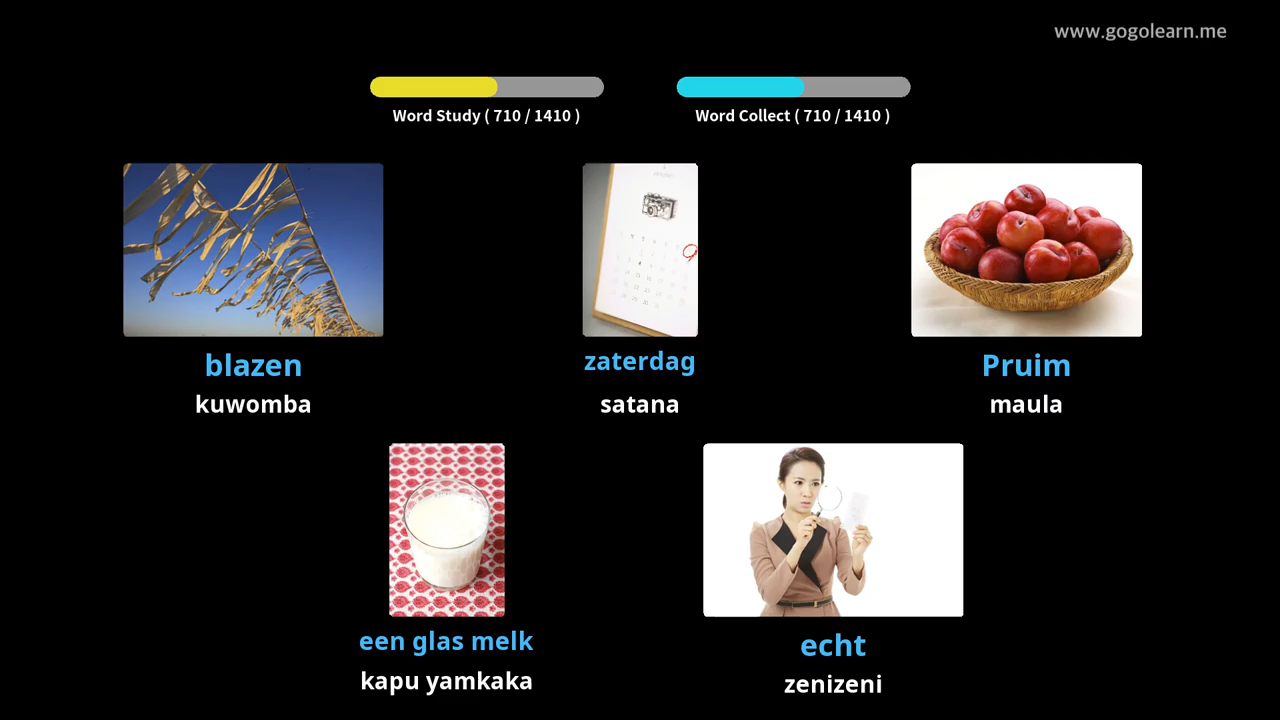 www.gogolearn.me
Word Study ( 710 / 1410 )
Word Collect ( 710 / 1410 )
blazen
kuwomba
zaterdag
satana
Pruim
maula
een glas melk
kapu yamkaka
echt
zenizeni